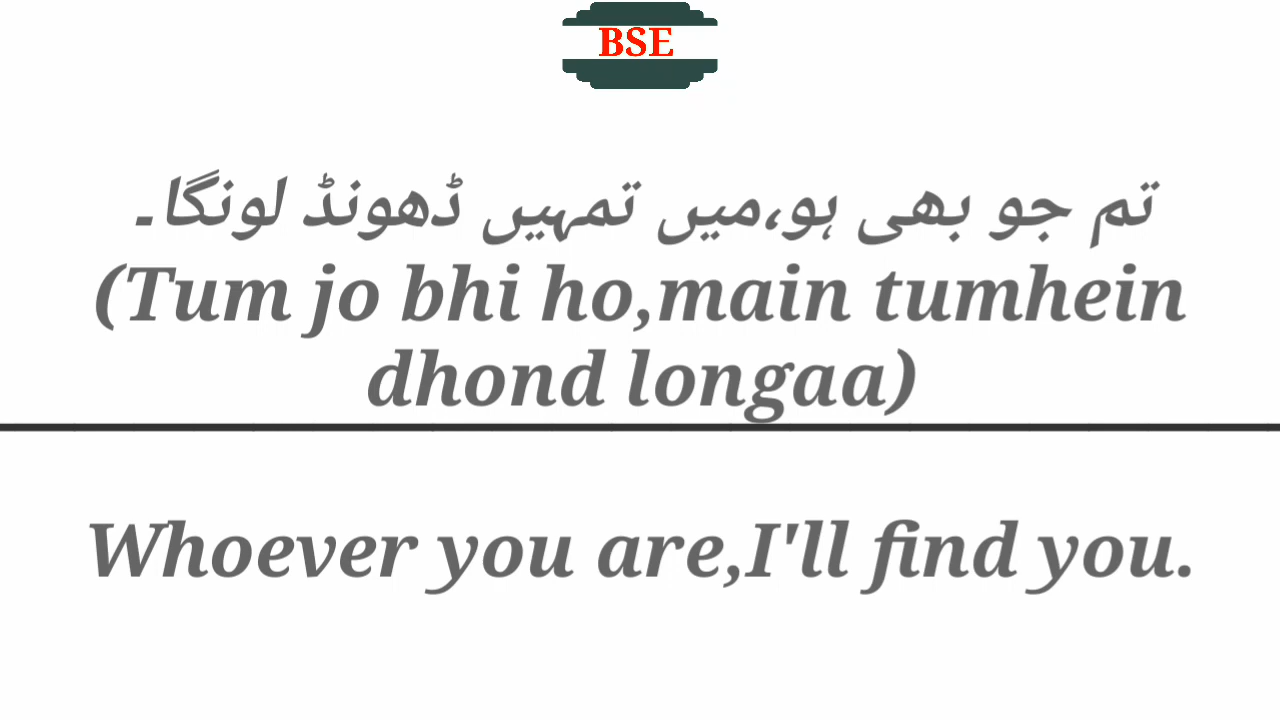 BSE
تم جو بھی ہو،میں تمہیں ڈھونڈ لونگا۔
(Tum jo bhi ho,main tumhein
dhond longaa)
Whoever you are,I'll find you.